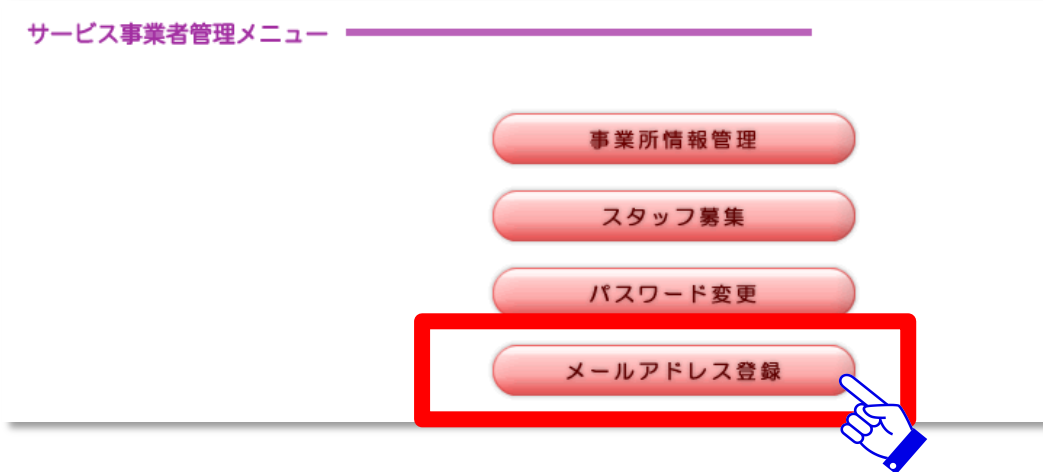 サービス事業者管理メニュー
事業所情報管理
スタッフ募集
パスワード変更
メールアドレス登録